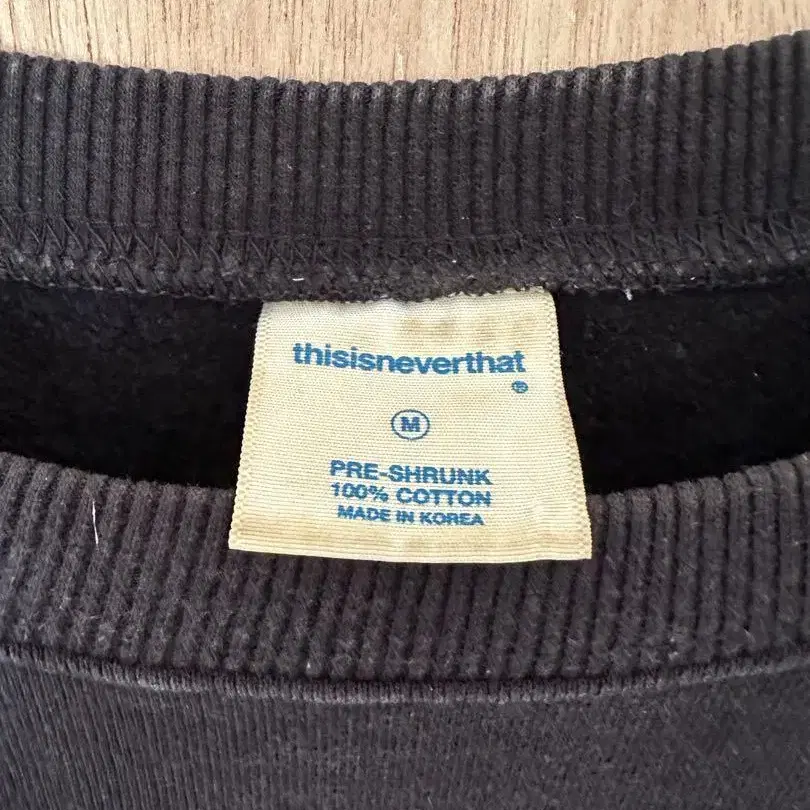 thisisneverthat
®
M
PRE-SHRUNK
100% COTTON
MADE IN KOREA